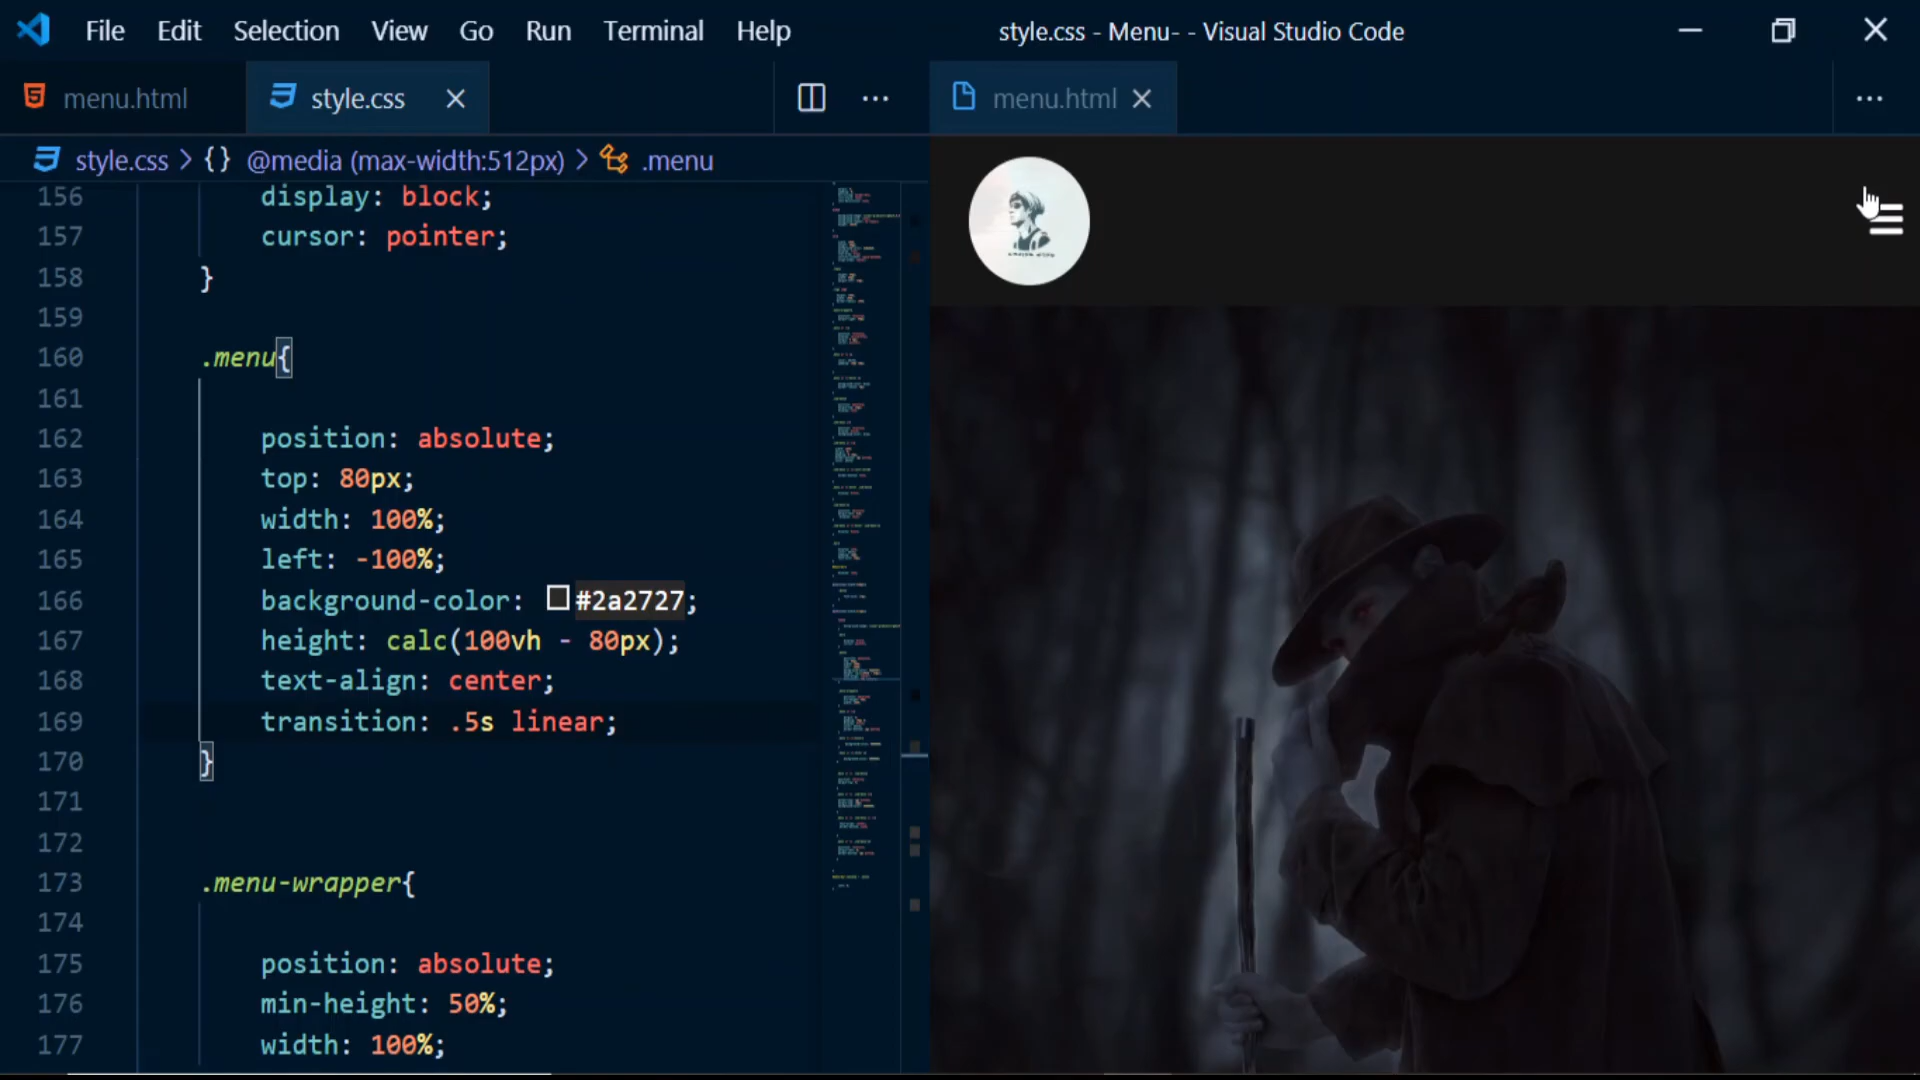 File Edit Selection View Go Run Terminal Help style.css - Menu- - Visual Studio Code
menu.html style.css menu.html
style.css > {} @media (max-width:512px) > .menu
156 display: block;
157 cursor: pointer;
158 }
159
160 .menu{
161
162 position: absolute;
163 top: 80px;
164 width: 100%;
165 left: -100%;
166 background-color: #2a2727;
167 height: calc(100vh - 80px);
168 text-align: center;
169 transition: .5s linear;
170 }
171
172
173 .menu-wrapper{
174
175 position: absolute;
176 min-height: 50%;
177 width: 100%;